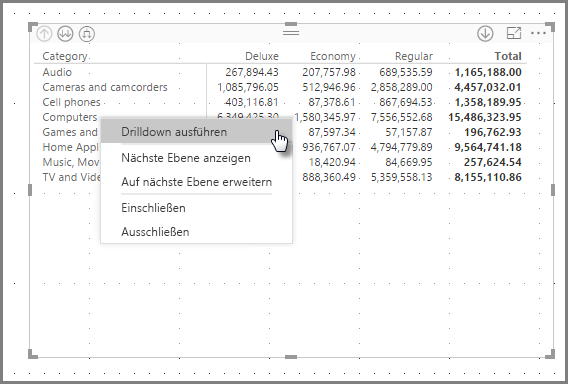 Category Deluxe Economy Regular Total
Audio 267,894.43 207,757.98 689,535.59 1,165,188.00
Cameras and camcorders 1,085,796.05 512,946.96 2,858,289.00 4,457,032.01
Cell phones 403,116.81 87,378.61 867,694.53 1,358,189.95
Computers 6,349,425.30 1,580,345.97 7,556,552.68 15,486,323.95
Drilldown ausführen
Games and 87,597.34 57,157.87 196,762.93
Home Appl 936,767.07 4,794,779.89 9,564,741.18
Nächste Ebene anzeigen
Music, Mov 18,420.94 84,669.95 257,624.54
TV and Vide 888,360.49 5,359,558.13 8,155,110.86
Auf nächste Ebene erweitern
Einschließen
Ausschließen